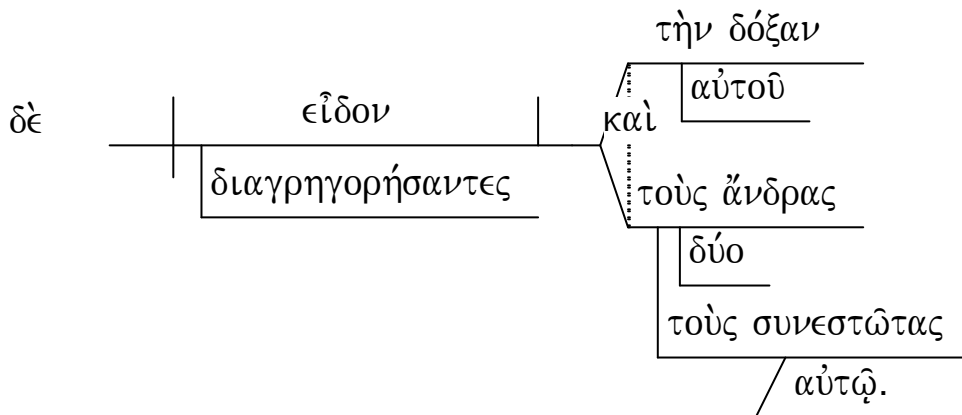 τὴν δόξαν
αὐτοῦ
δὲ
εἶδον
καὶ
διαγρηγορήσαντες
τοὺς ἄνδρας
δύο
τοὺς συνεστῶτας
αὐτῷ.